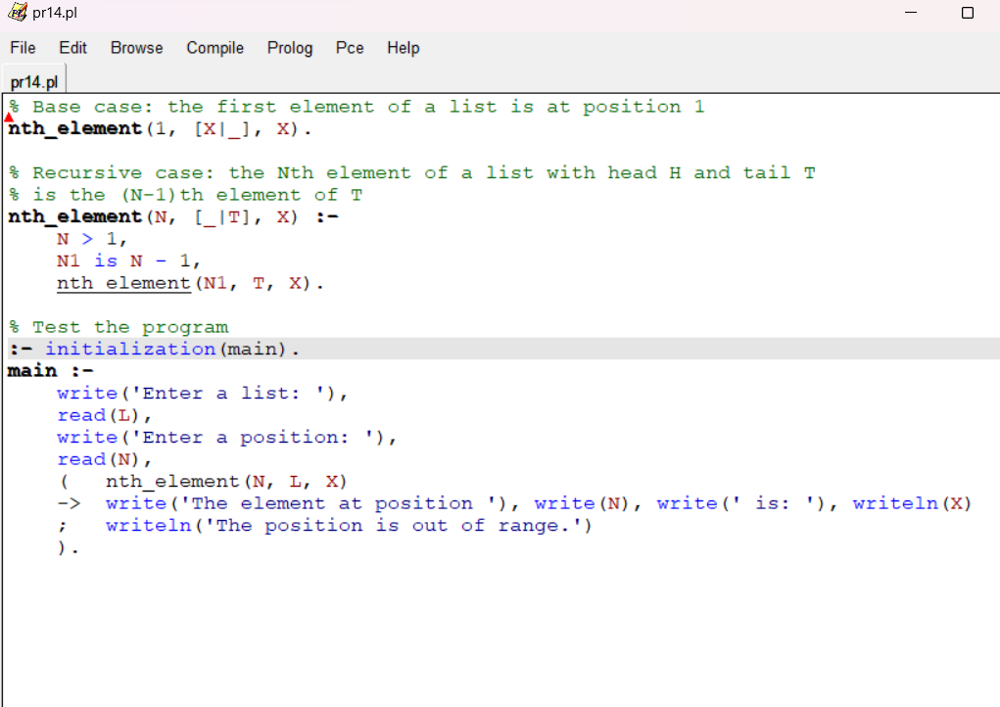 pr14.pl
File Edit Browse Compile Prolog Pce Help
pr14.pl
% Base case: the first element of a list is at position 1
nth_element(1, [X|_], X).
% Recursive case: the Nth element of a list with head H and tail T
% is the (N-1)th element of T
nth_element(N, [_|T], X) :-
    N > 1,
    N1 is N - 1,
    nth_element(N1, T, X).
% Test the program
:- initialization(main).
main :-
    write('Enter a list: '),
    read(L),
    write('Enter a position: '),
    read(N),
    (   nth_element(N, L, X)
    ->  write('The element at position '), write(N), write(' is: '), writeln(X)
    ;   writeln('The position is out of range.')
    ).